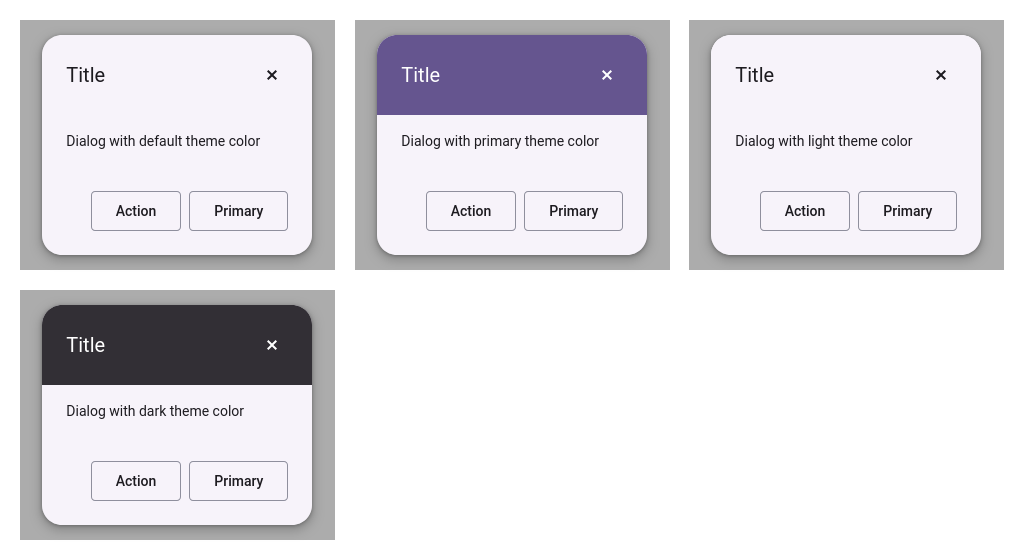 Title
Dialog with default theme color
Action Primary
Title
Dialog with primary theme color
Action Primary
Title
Dialog with light theme color
Action Primary
Title
Dialog with dark theme color
Action Primary